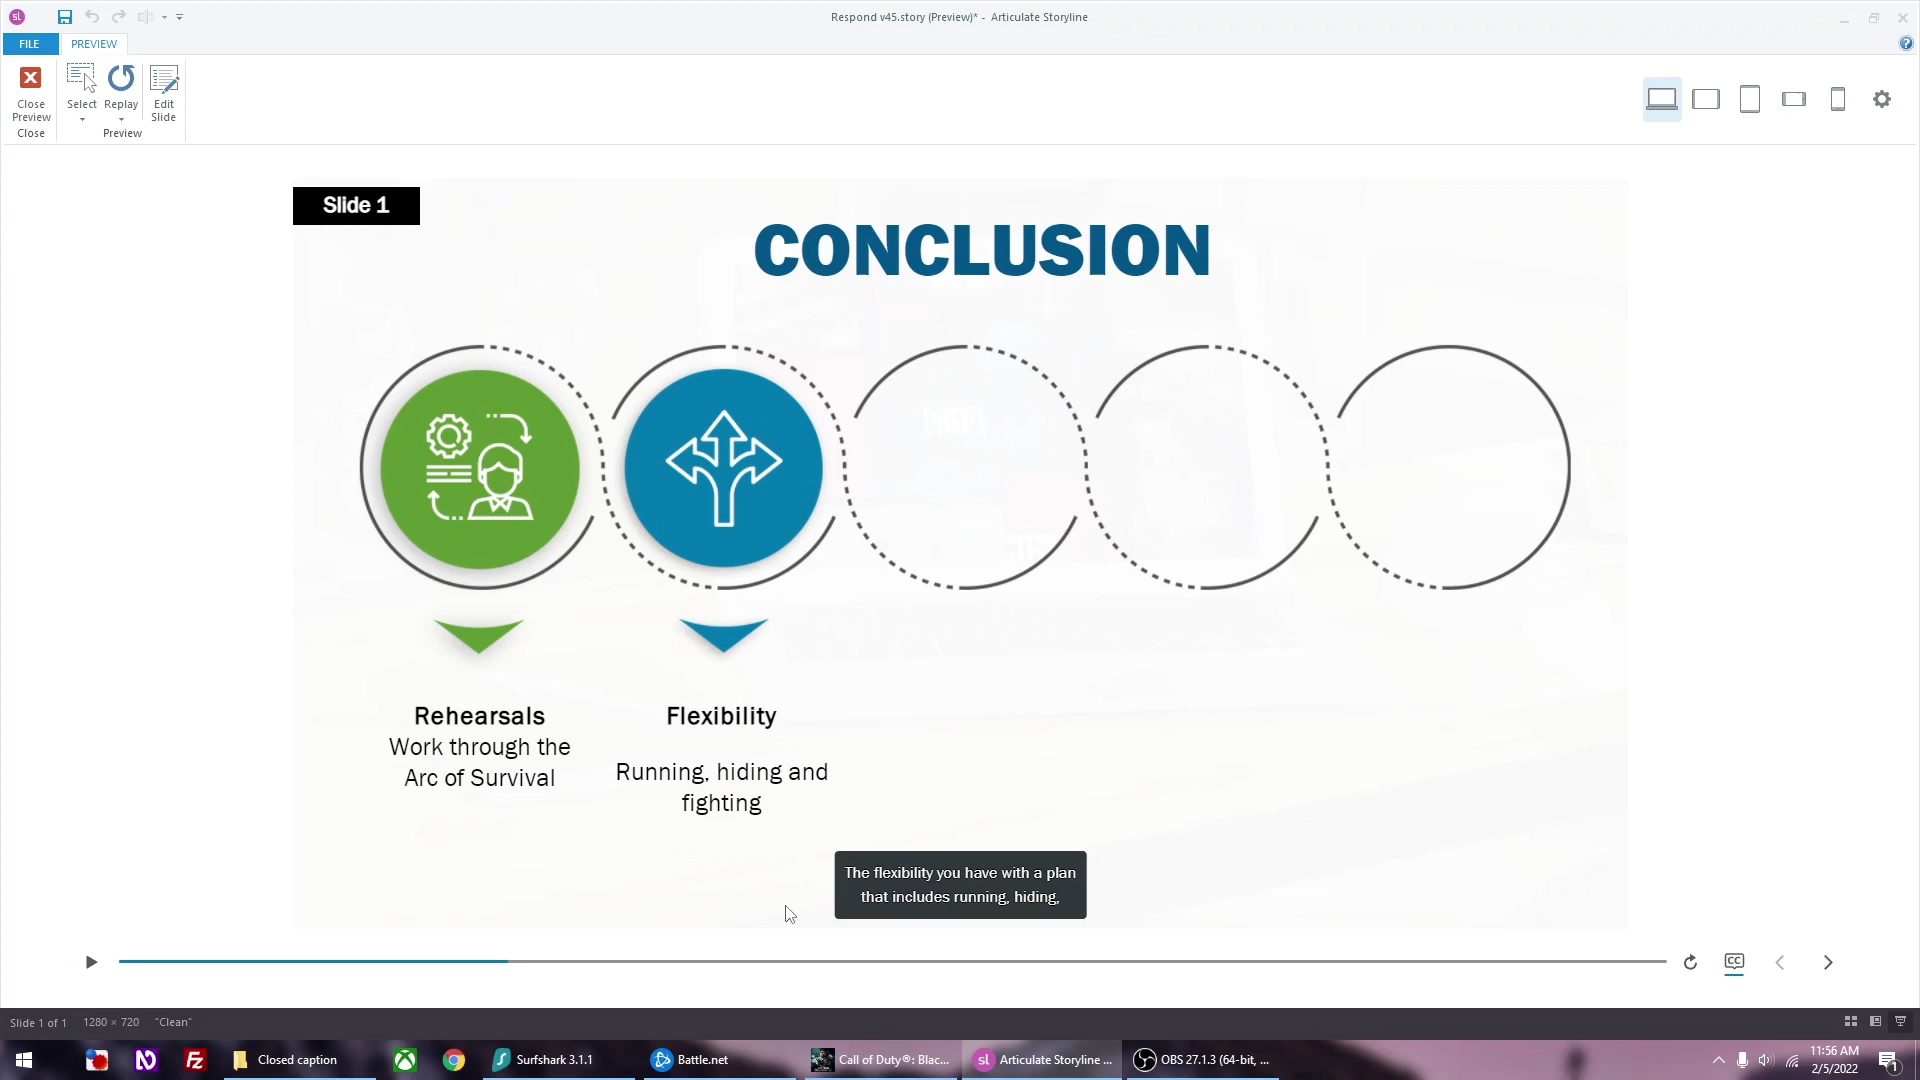 Respond v45.story (Preview)* - Articulate Storyline
FILE
PREVIEW
Close
Preview
Select
Replay
Edit
Slide
Close
Preview
Slide 1
CONCLUSION
Rehearsals
Work through the
Arc of Survival
Flexibility
Running, hiding and
fighting
The flexibility you have with a plan
that includes running, hiding,
CC
Slide 1 of 1
1280 × 720
"Clean"
Closed caption
Surfshark 3.1.1
Battle.net
Call of Duty®: Blac...
sl
Articulate Storyline ...
OBS 27.1.3 (64-bit, ...
11:56 AM
2/5/2022
1